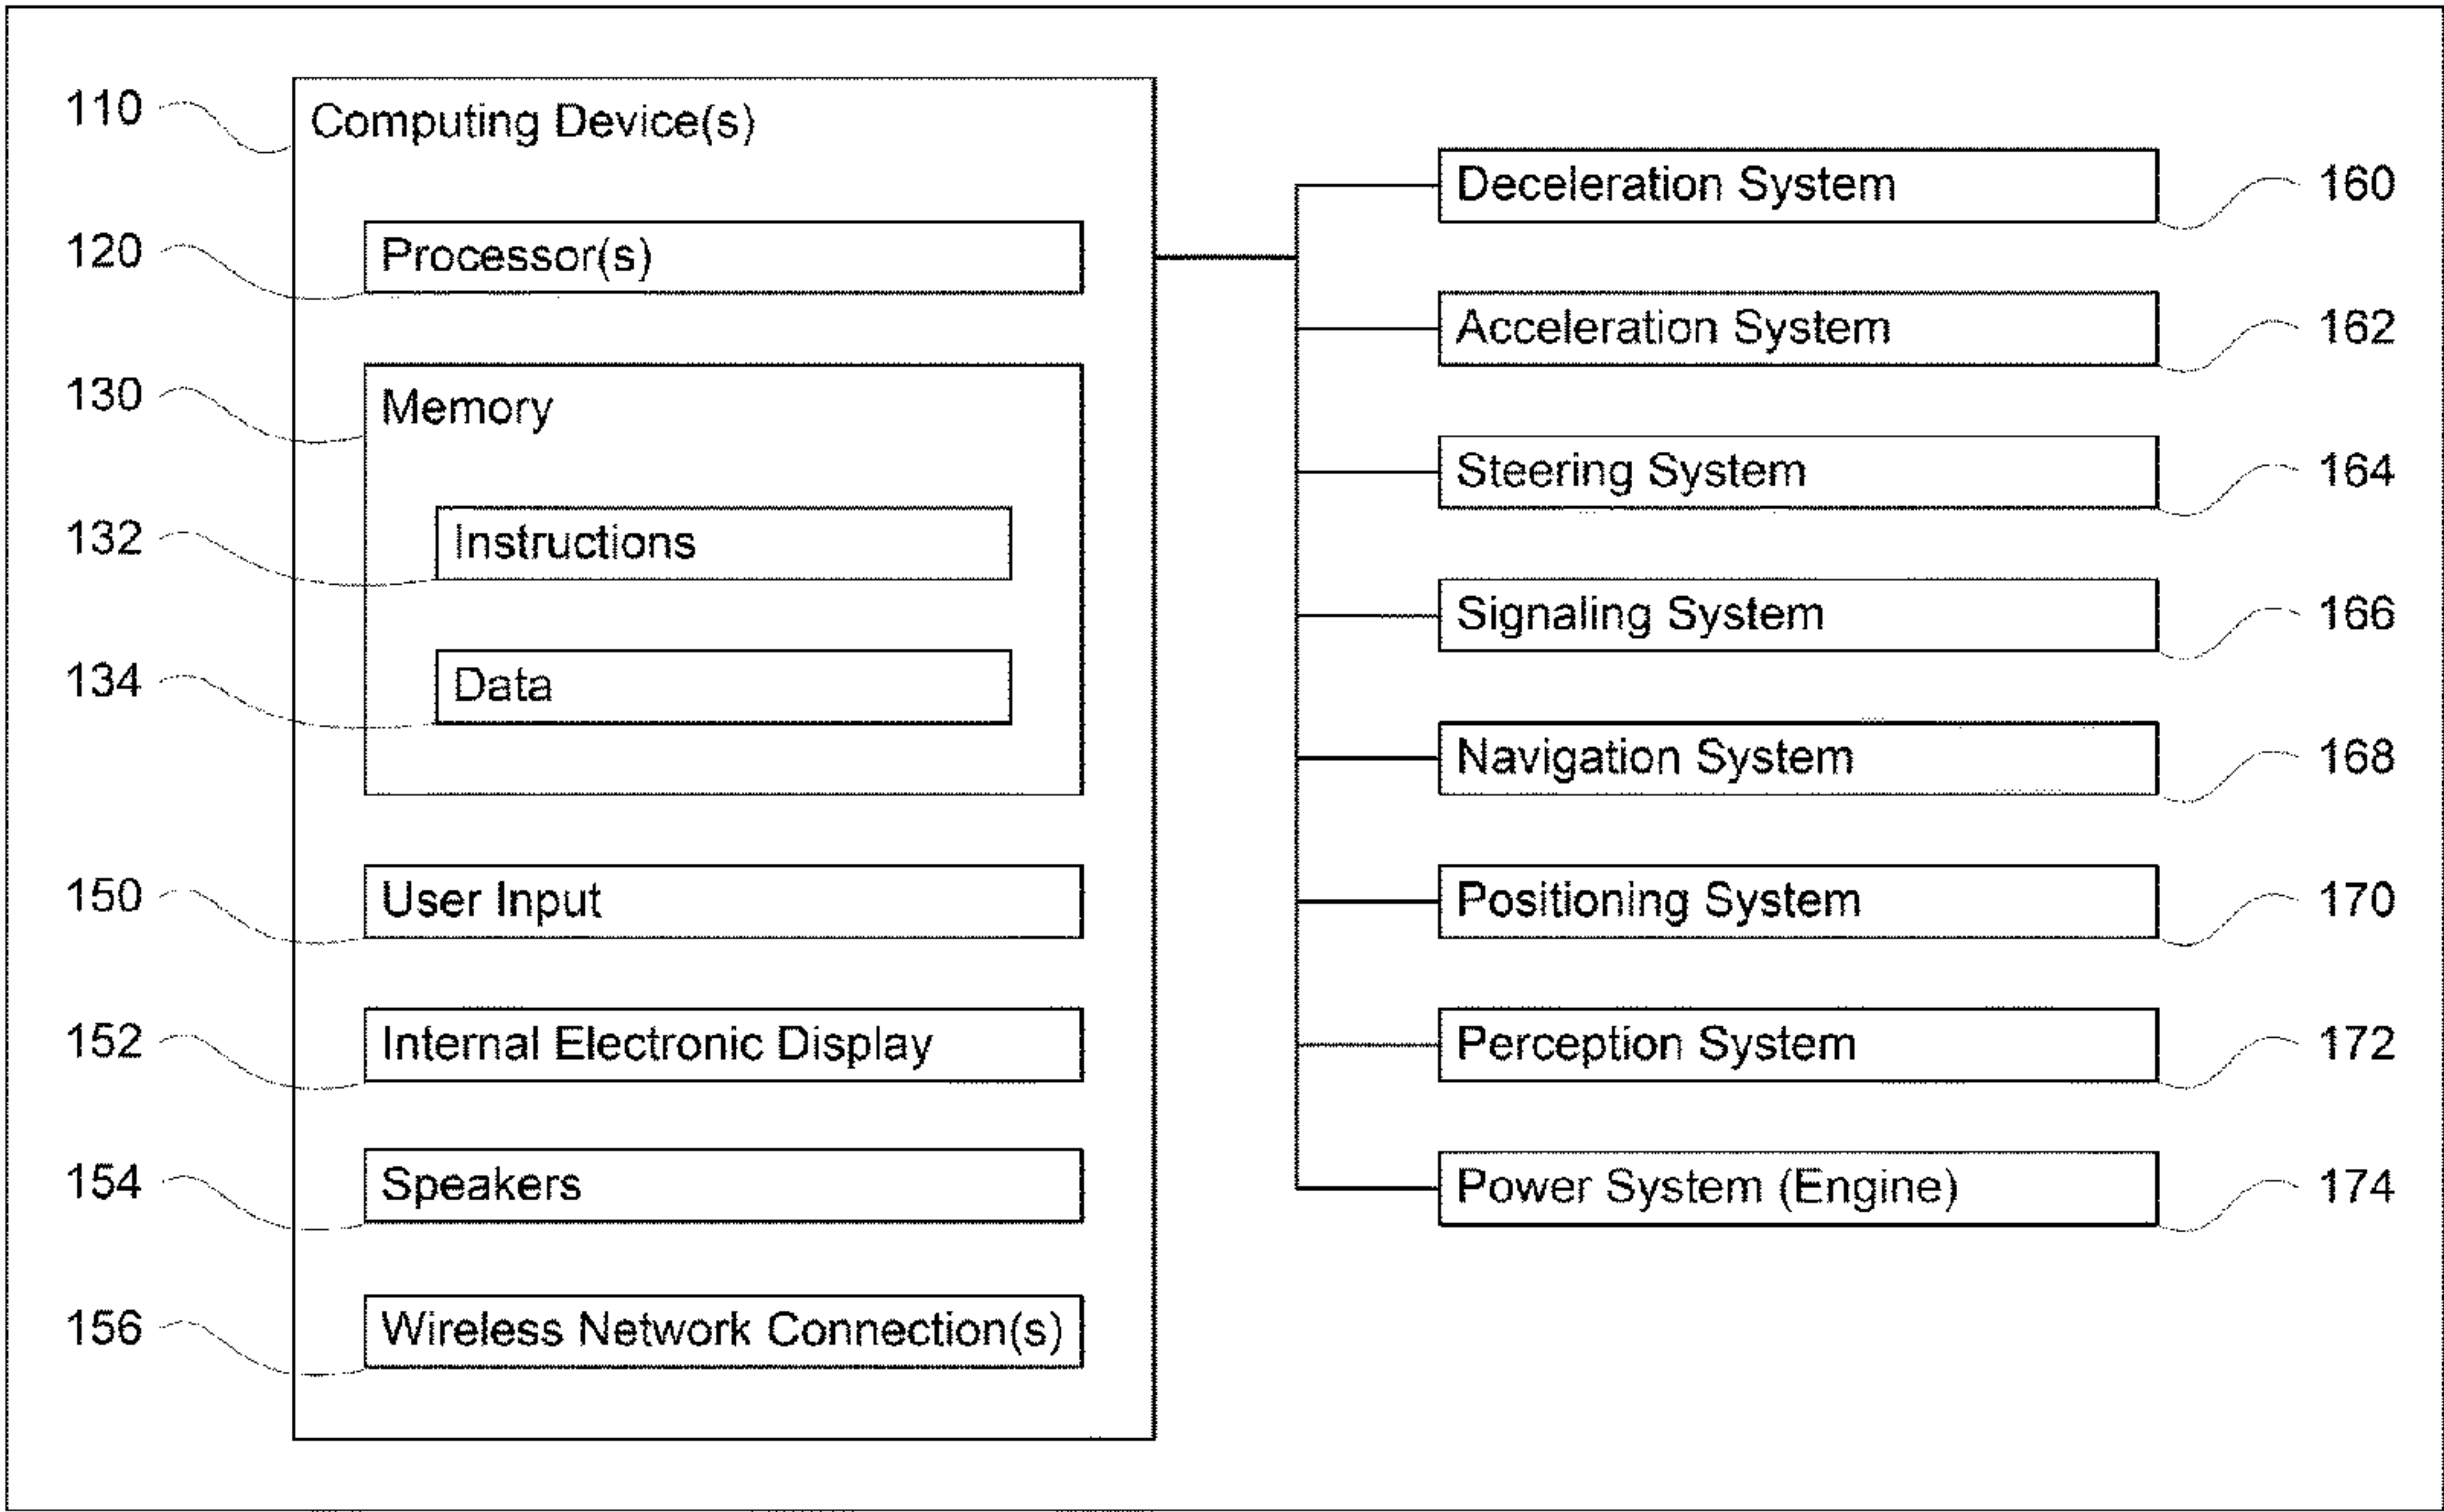 110
Computing Device(s)
120
Processor(s)
130
Memory
132
Instructions
134
Data
150
User Input
152
Internal Electronic Display
154
Speakers
156
Wireless Network Connection(s)
Deceleration System
160
Acceleration System
162
Steering System
164
Signaling System
166
Navigation System
168
Positioning System
170
Perception System
172
Power System (Engine)
174